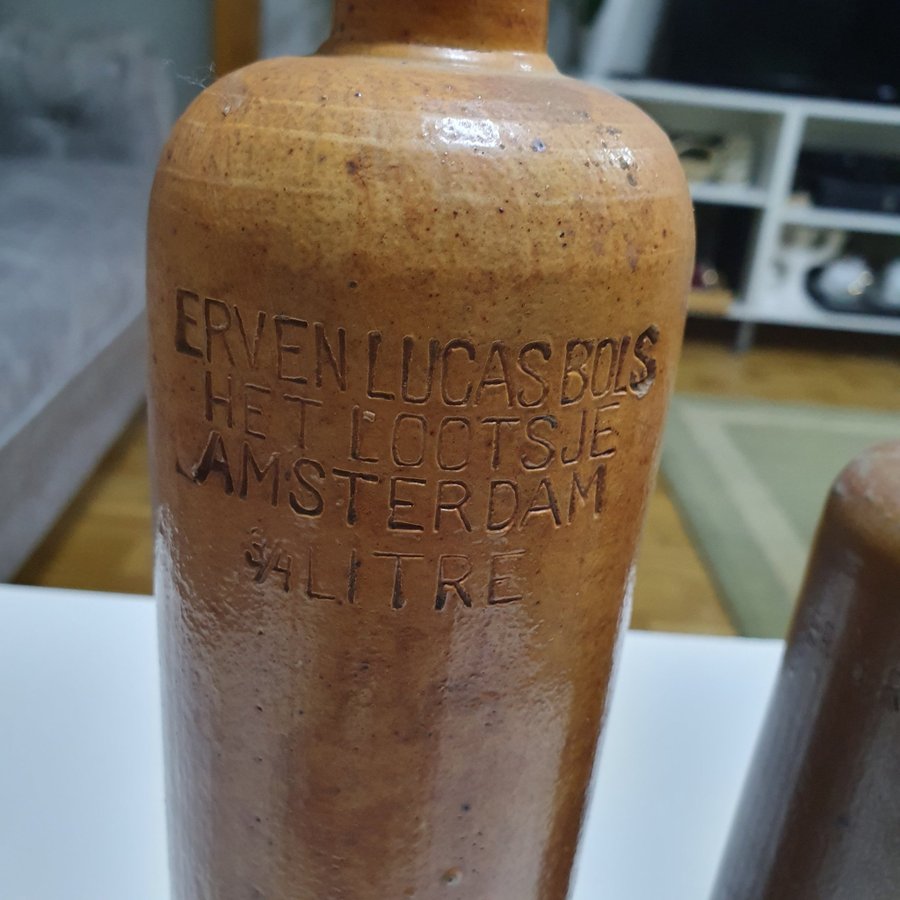 ERVEN LUCAS BOLS
HET LOOTSJE
AMSTERDAM
3/4 LITRE